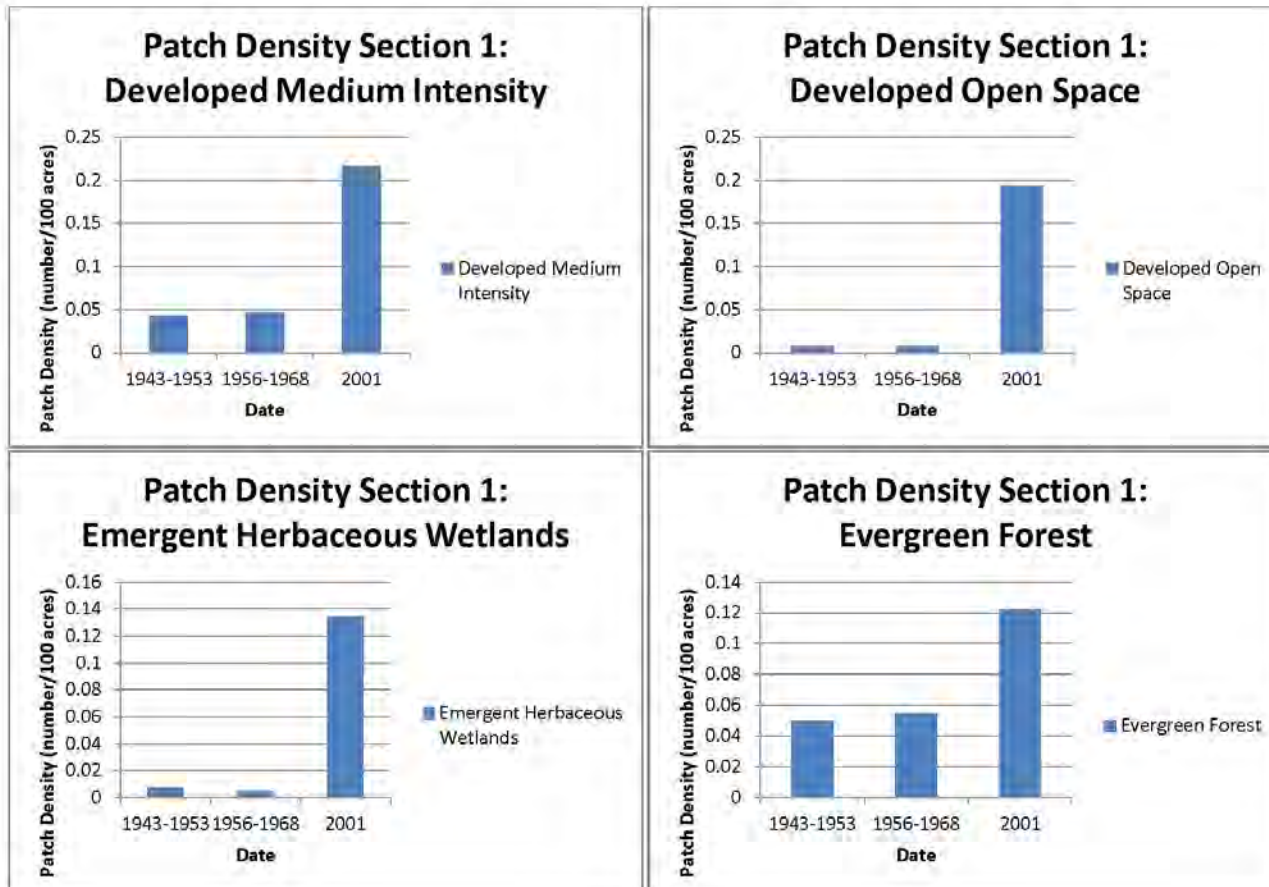 Patch Density Section 1:
Developed Medium Intensity
Patch Density (number/100 acres)
0.25
0.2
0.15
0.1
0.05
0
1943-1953 1956-1968 2001
Date
Developed Medium
Intensity
Patch Density Section 1:
Developed Open Space
Patch Density (number/100 acres)
0.25
0.2
0.15
0.1
0.05
0
1943-1953 1956-1968 2001
Date
Developed Open
Space
Patch Density Section 1:
Emergent Herbaceous Wetlands
Patch Density (number/100 acres)
0.16
0.14
0.12
0.1
0.08
0.06
0.04
0.02
0
1943-1953 1956-1968 2001
Date
Emergent Herbaceous
Wetlands
Patch Density Section 1:
Evergreen Forest
Patch Density (number/100 acres)
0.14
0.12
0.1
0.08
0.06
0.04
0.02
0
1943-1953 1956-1968 2001
Date
Evergreen Forest